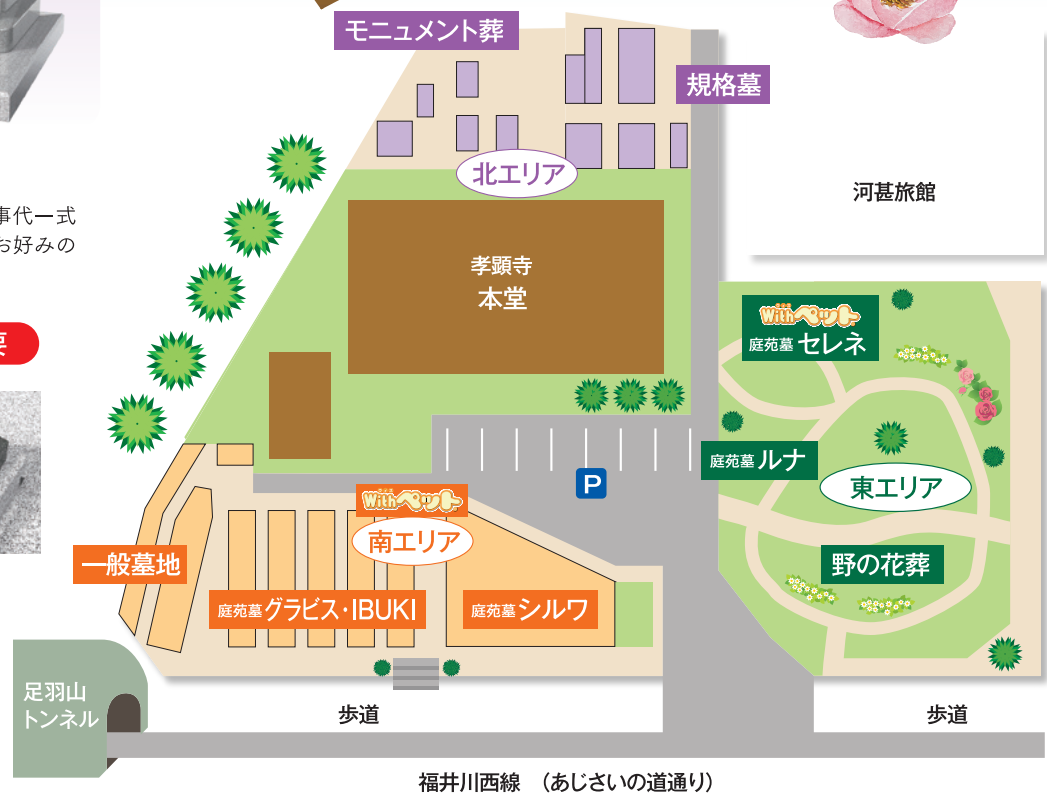 モニュメント葬
規格墓
北エリア
河甚旅館
事代一式
お好みの
孝顕寺
本堂
要
Withペット
庭苑墓 セレネ
庭苑墓 ルナ
東エリア
P
Withペット
南エリア
一般墓地
庭苑墓 グラビス・IBUKI
庭苑墓 シルワ
野の花葬
足羽山
トンネル
歩道
歩道
福井川西線 (あじさいの道通り)